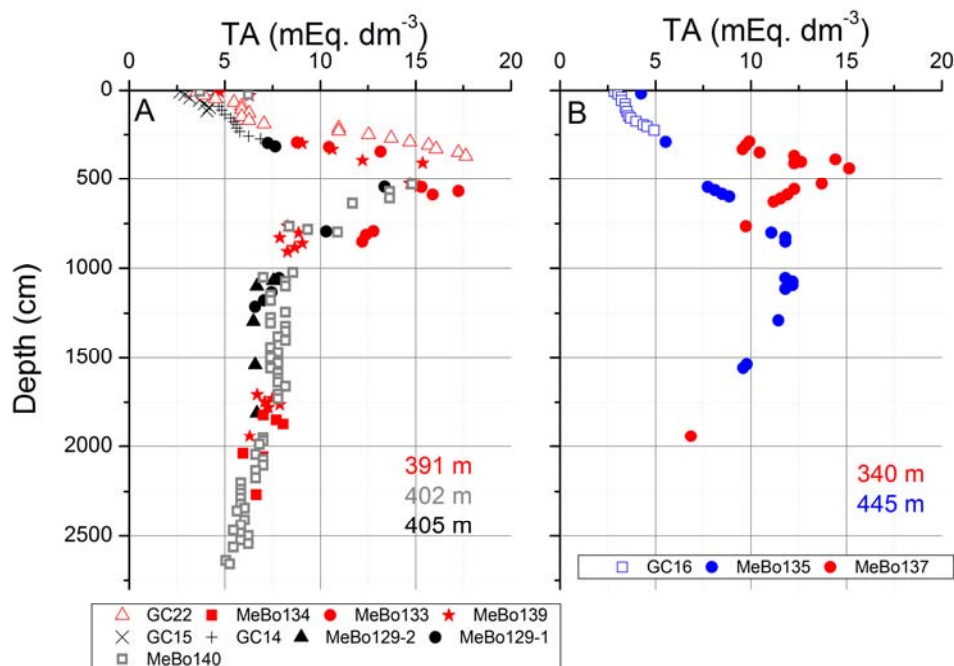 TA (mEq. dm-3) TA (mEq. dm-3)
0 5 10 15 20 0 5 10 15 20
A B
0
500
1000
1500
2000
2500
Depth (cm)
391 m
402 m
405 m
340 m
445 m
GC16 MeBo135 MeBo137
GC22 MeBo134 MeBo133 MeBo139
GC15 GC14 MeBo129-2 MeBo129-1
MeBo140